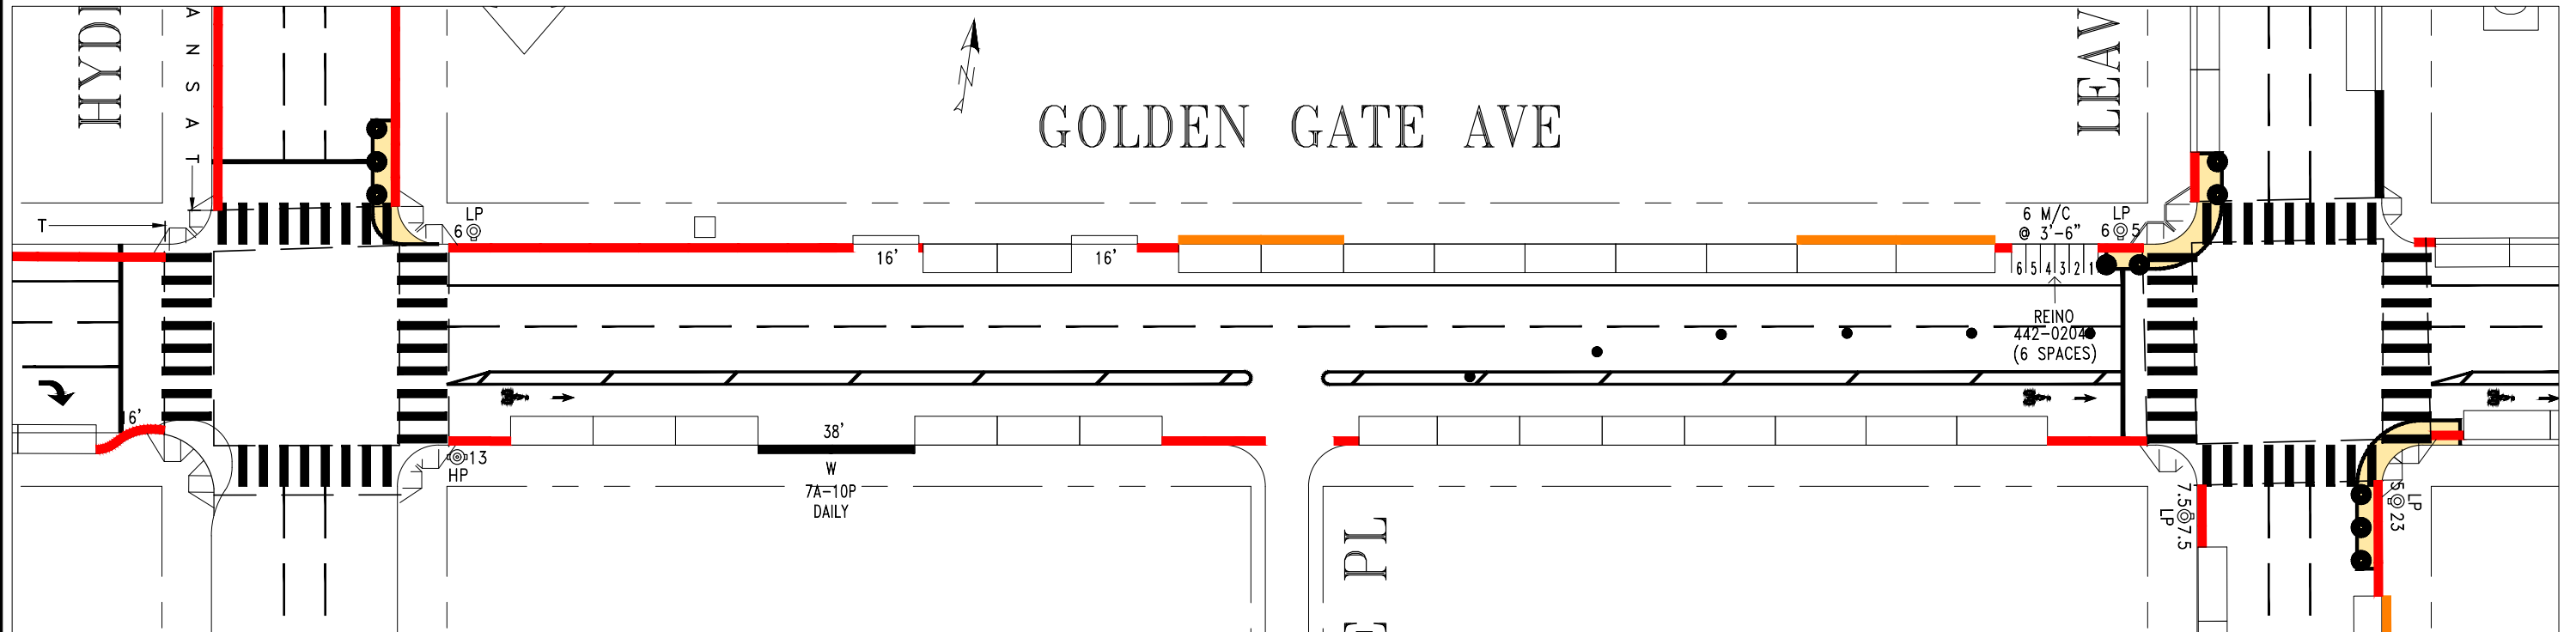 HYD
ANSAT
T
LP
6
16'
16'
GOLDEN GATE AVE
N
LEAV
6 M/C
@ 3'-6"
LP
6 5
6 5 4 3 2 1
REINO
442-0204
(6 SPACES)
16'
13
HP
38'
W
7A-10P
DAILY
PL
7.5 7.5
LP
LP
5 23